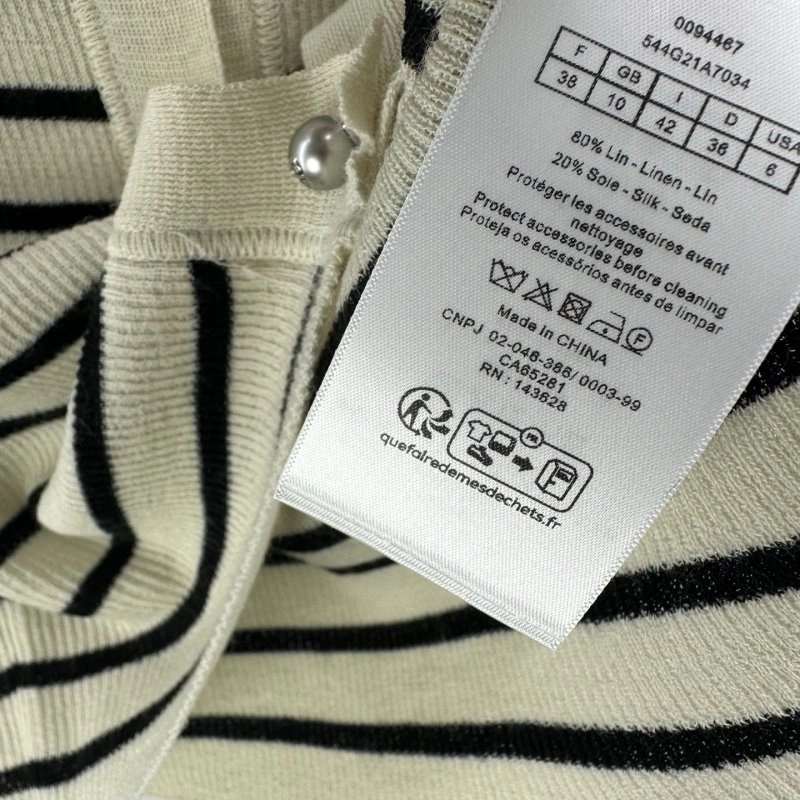 0094467
544G21A7034
F GB I D USA
38 10 42 36 6
80% Lin - Linen - Lin
20% Soie - Silk - Seda
Protéger les accessoires avant
nettoyage
Protect accessories before cleaning
Proteja os acessórios antes de limpar
Made in CHINA
CNPJ 02-046-386/ 0003-99
CA65281
RN : 143628
FR
quefairedemesdechets.fr